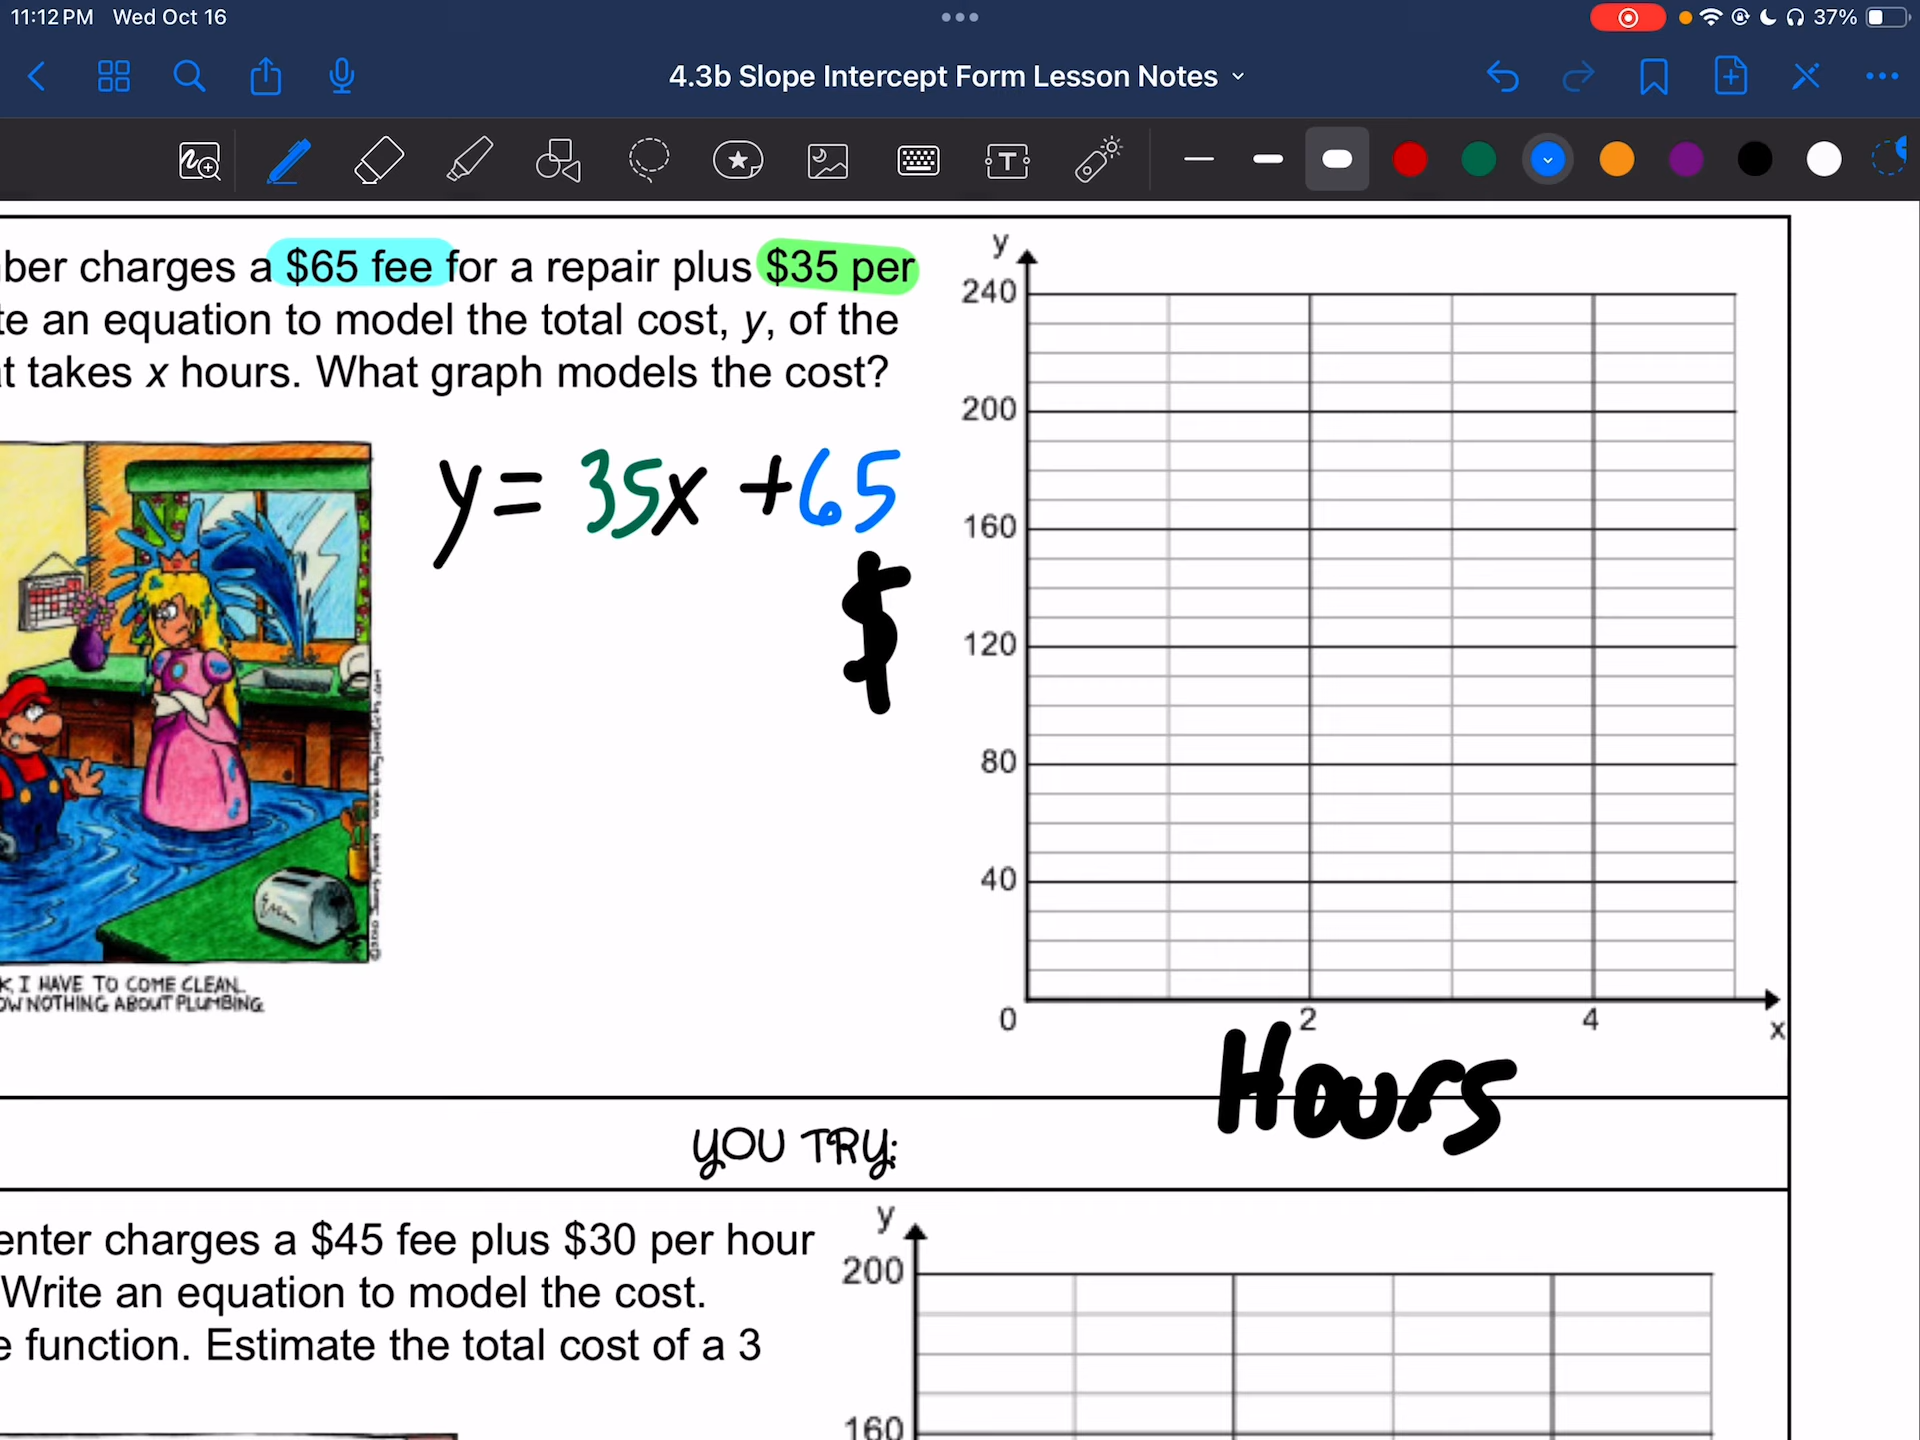 11:12 PM Wed Oct 16
37%
4.3b Slope Intercept Form Lesson Notes
ber charges a $65 fee for a repair plus $35 per
te an equation to model the total cost, y, of the
t takes x hours. What graph models the cost?
y = 35x + 65
$
y
240
200
160
120
80
40
0 2 4
x
Hours
K, I HAVE TO COME CLEAN.
OW NOTHING ABOUT PLUMBING.
YOU TRY:
enter charges a $45 fee plus $30 per hour
Write an equation to model the cost.
e function. Estimate the total cost of a 3
y
200
160